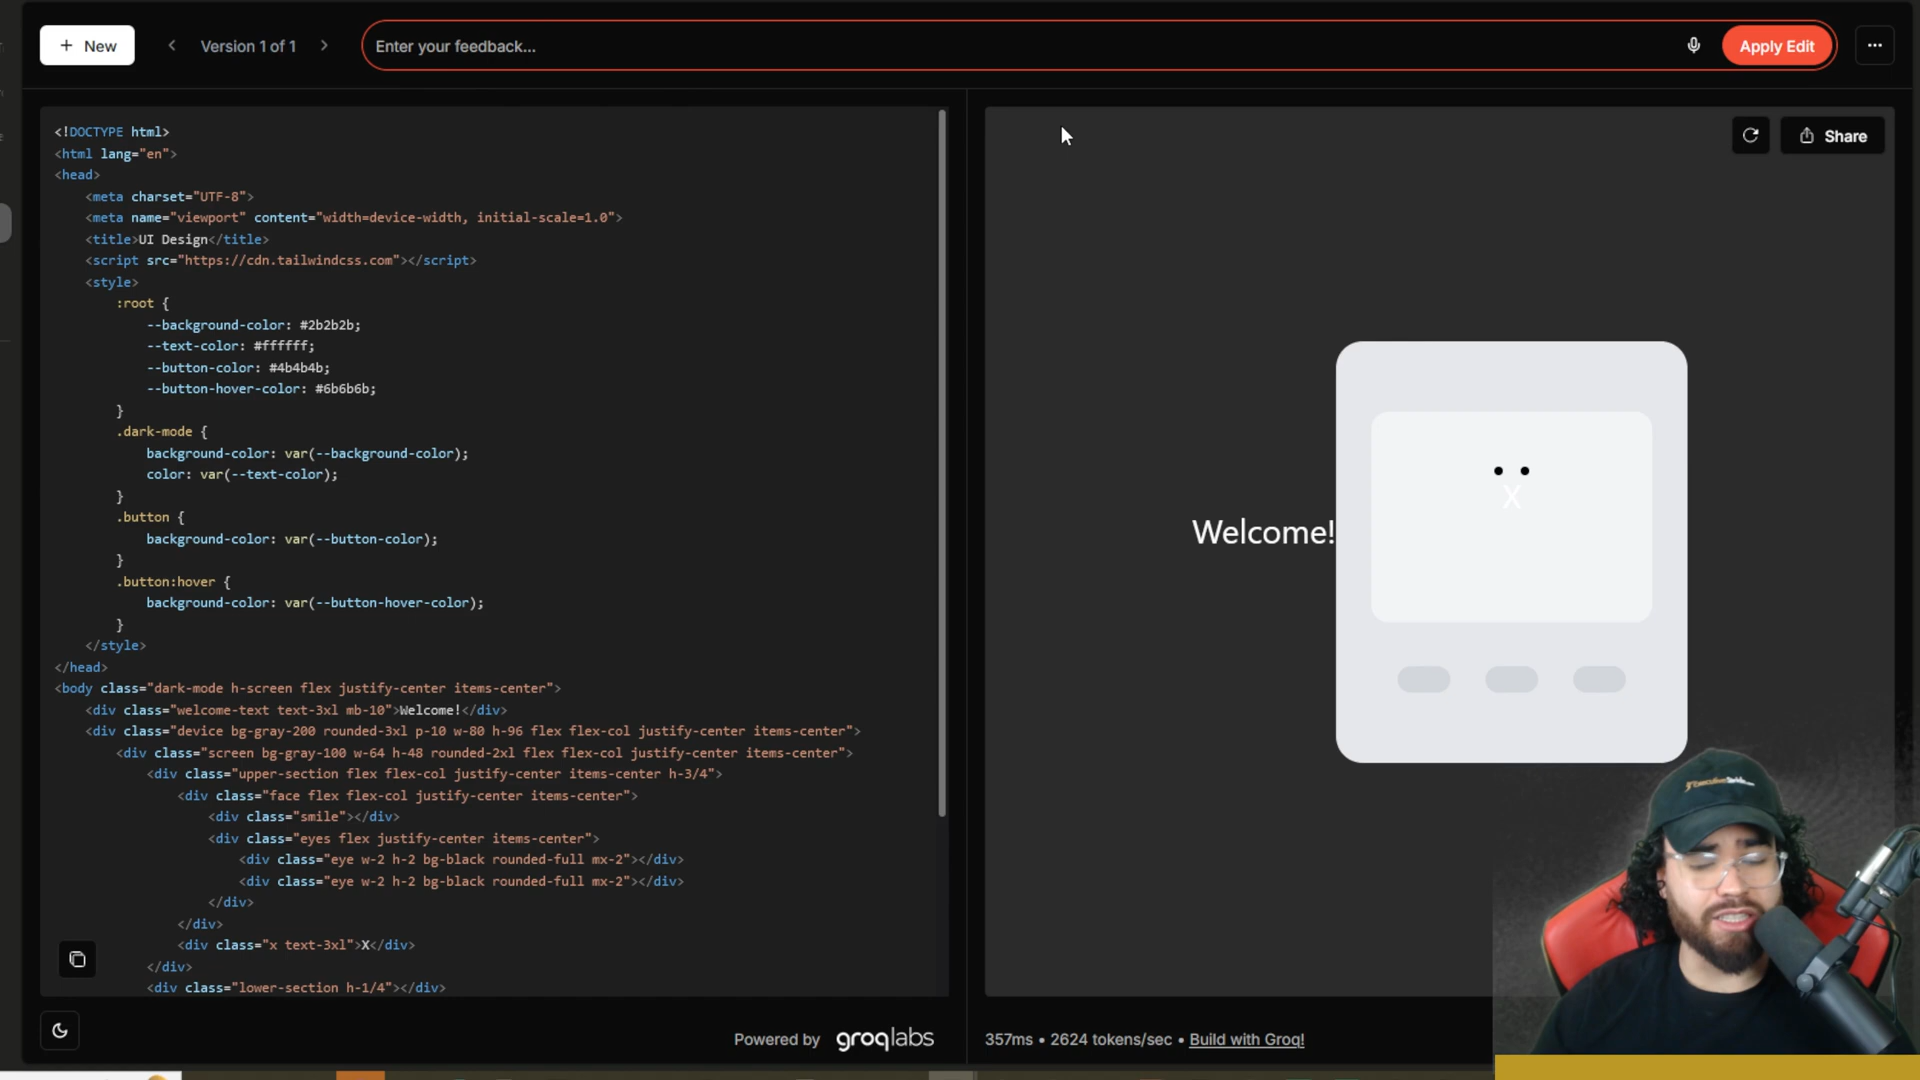 + New
Version 1 of 1
Enter your feedback...
Apply Edit
<!DOCTYPE html>
<html lang="en">
<head>
<meta charset="UTF-8">
<meta name="viewport" content="width=device-width, initial-scale=1.0">
<title>UI Design</title>
<script src="https://cdn.tailwindcss.com"></script>
<style>
:root {
--background-color: #2b2b2b;
--text-color: #ffffff;
--button-color: #4b4b4b;
--button-hover-color: #6b6b6b;
}
.dark-mode {
background-color: var(--background-color);
color: var(--text-color);
}
.button {
background-color: var(--button-color);
}
.button:hover {
background-color: var(--button-hover-color);
}
</style>
</head>
<body class="dark-mode h-screen flex justify-center items-center">
<div class="welcome-text text-3xl mb-10">Welcome!</div>
<div class="device bg-gray-200 rounded-3xl p-10 w-80 h-96 flex flex-col justify-center items-center">
<div class="screen bg-gray-100 w-64 h-48 rounded-2xl flex flex-col justify-center items-center">
<div class="upper-section flex flex-col justify-center items-center h-3/4">
<div class="face flex flex-col justify-center items-center">
<div class="smile"></div>
<div class="eyes flex justify-center items-center">
<div class="eye w-2 h-2 bg-black rounded-full mx-2"></div>
<div class="eye w-2 h-2 bg-black rounded-full mx-2"></div>
</div>
</div>
<div class="x text-3xl">X</div>
</div>
<div class="lower-section h-1/4"></div>
Powered by groqlabs
Share
X
Welcome!
357ms • 2624 tokens/sec • Build with Groq!